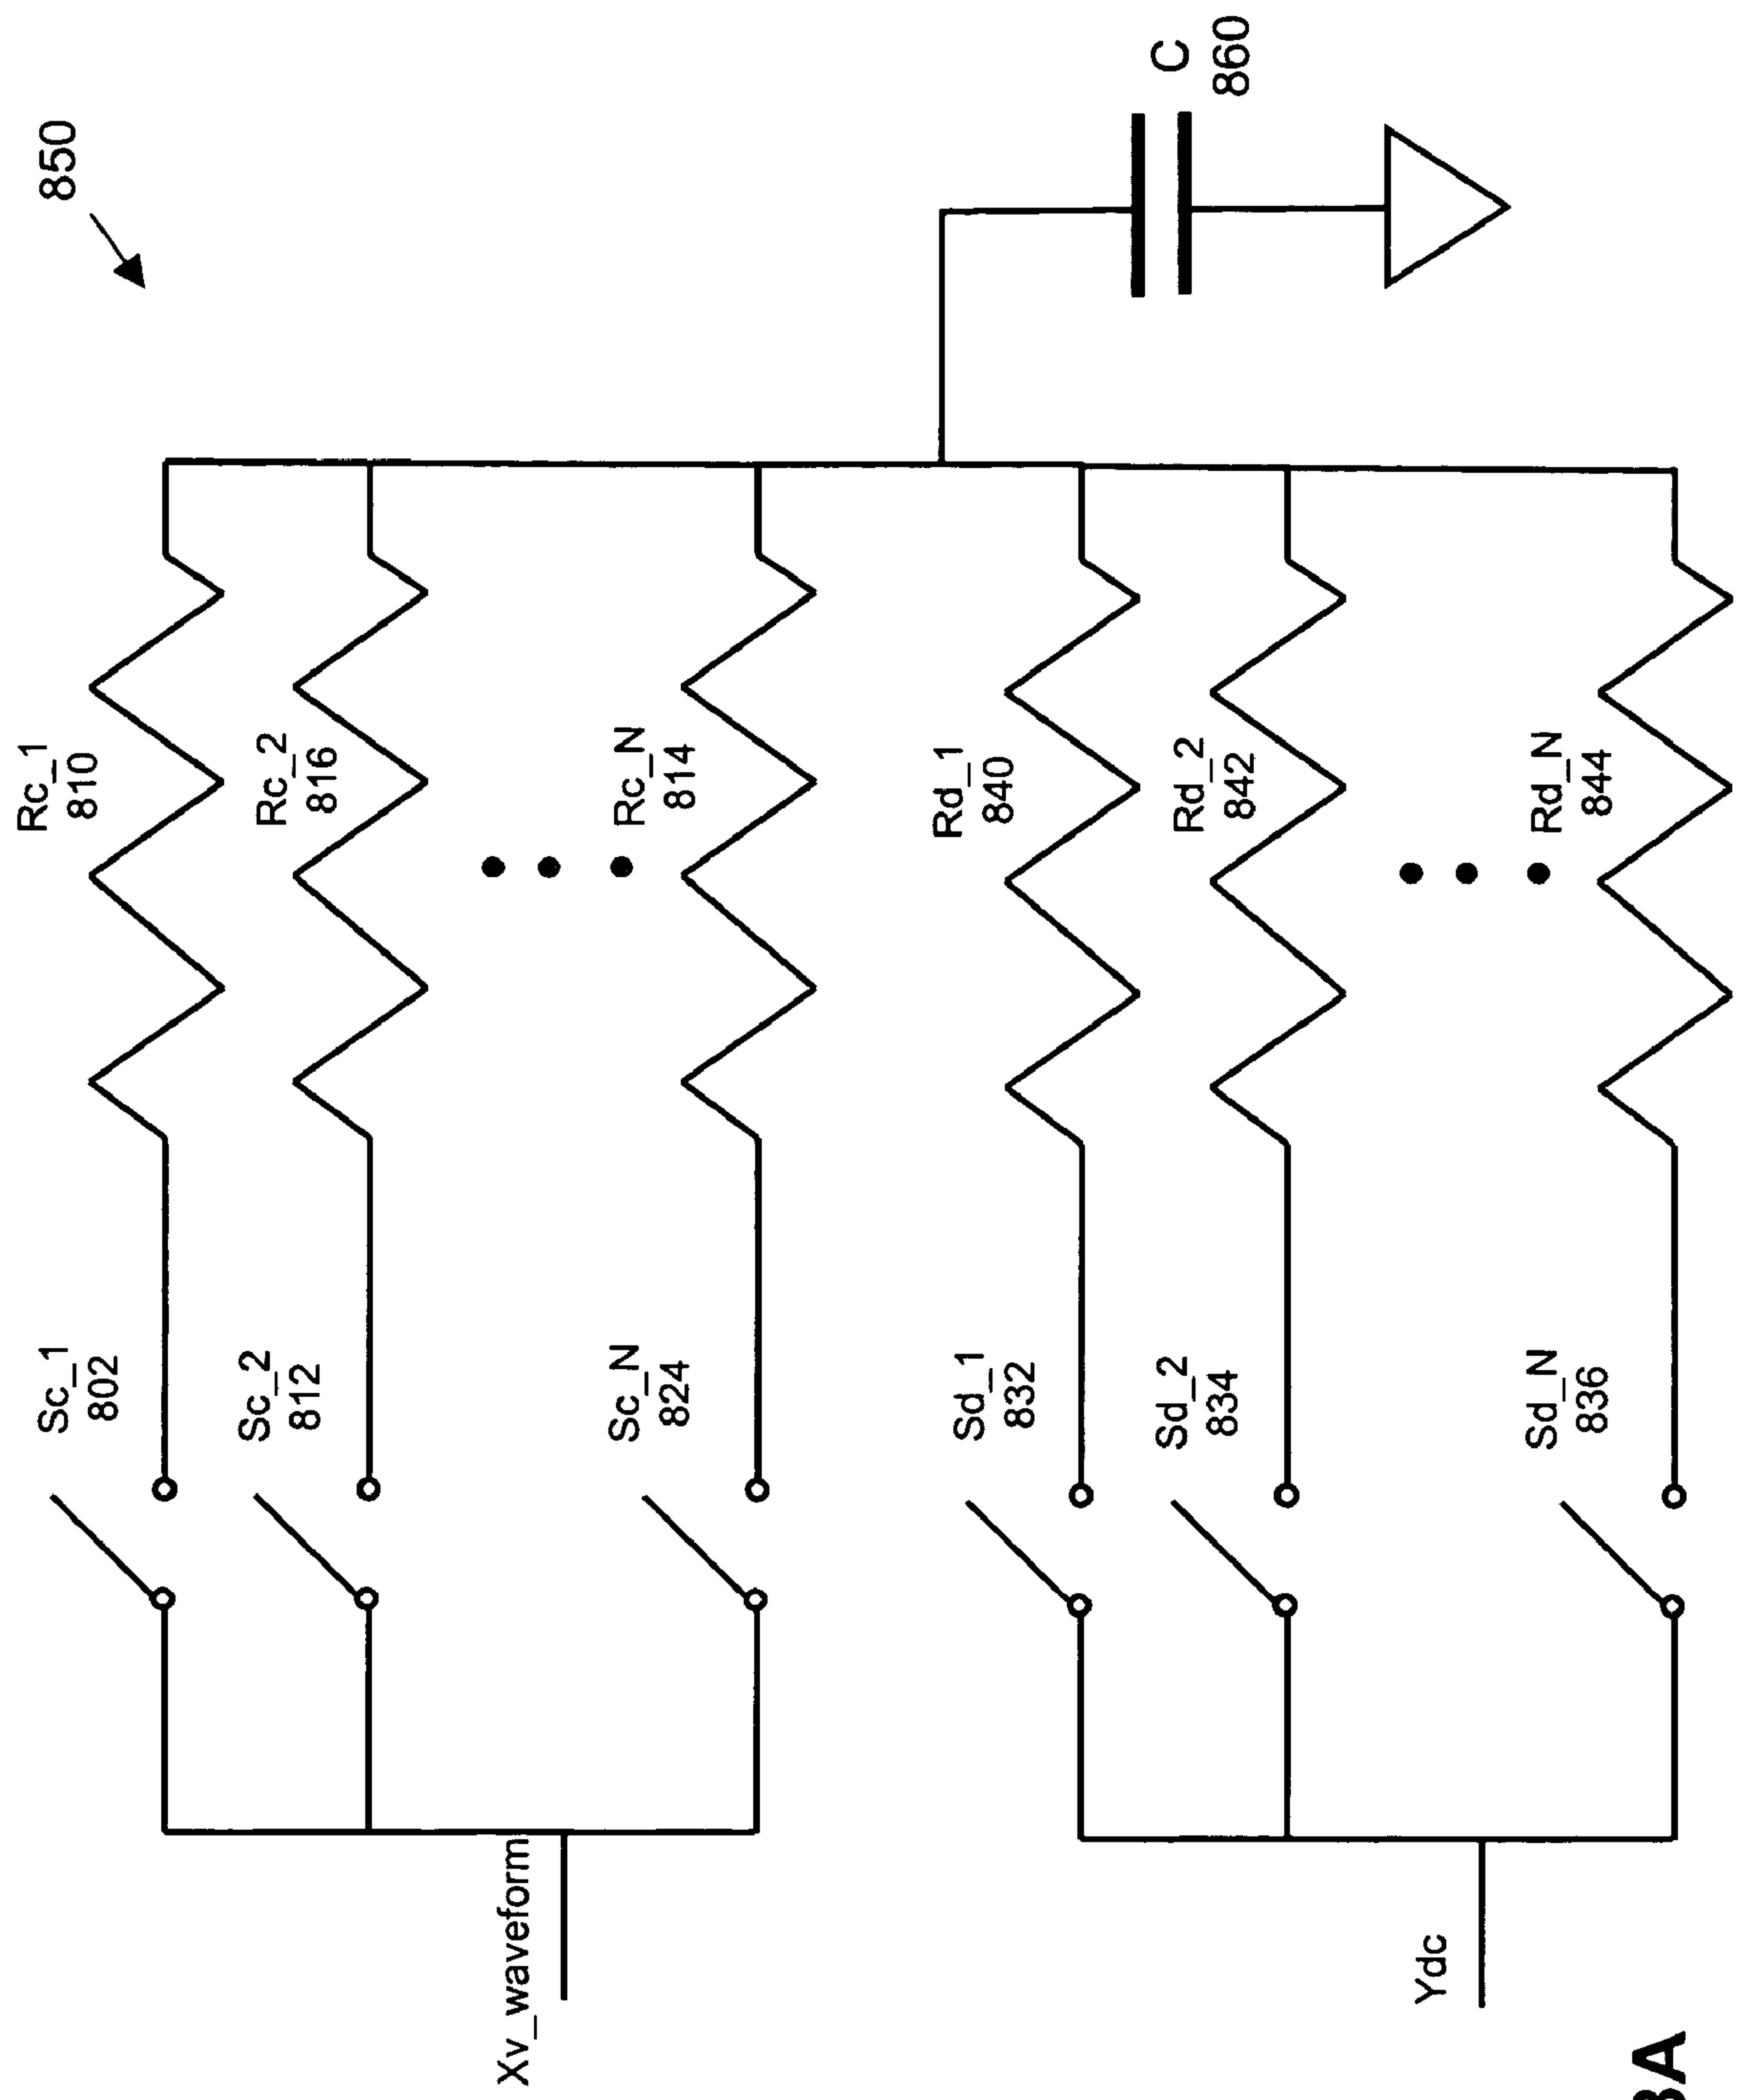 850
Rc_1
810
Rc_2
816
Rc_N
814
Rd_1
840
Rd_2
842
Rd_N
844
Sc_1
802
Sc_2
812
Sc_N
824
Sd_1
832
Sd_2
834
Sd_N
836
C
860
Xv_waveform
Ydc